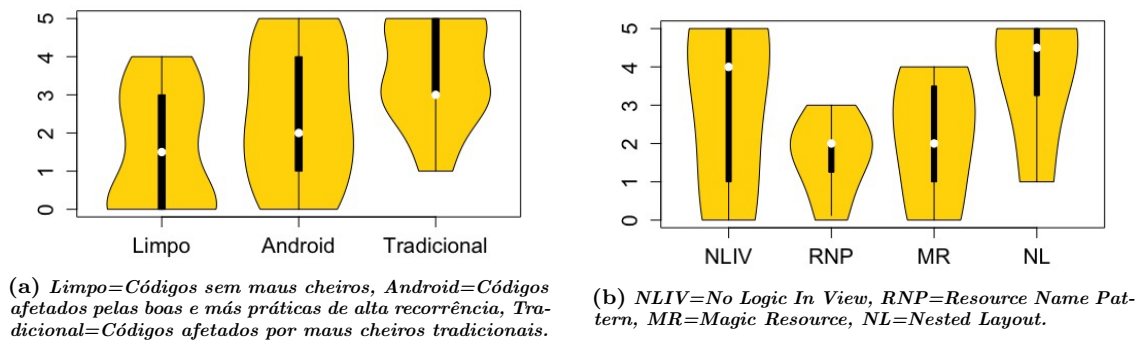 0 1 2 3 4 5
Limpo Android Tradicional
(a) Limpo=Códigos sem maus cheiros, Android=Códigos
afetados pelas boas e más práticas de alta recorrência, Tra-
dicional=Códigos afetados por maus cheiros tradicionais.
0 1 2 3 4 5
NLIV RNP MR NL
(b) NLIV=No Logic In View, RNP=Resource Name Pat-
tern, MR=Magic Resource, NL=Nested Layout.